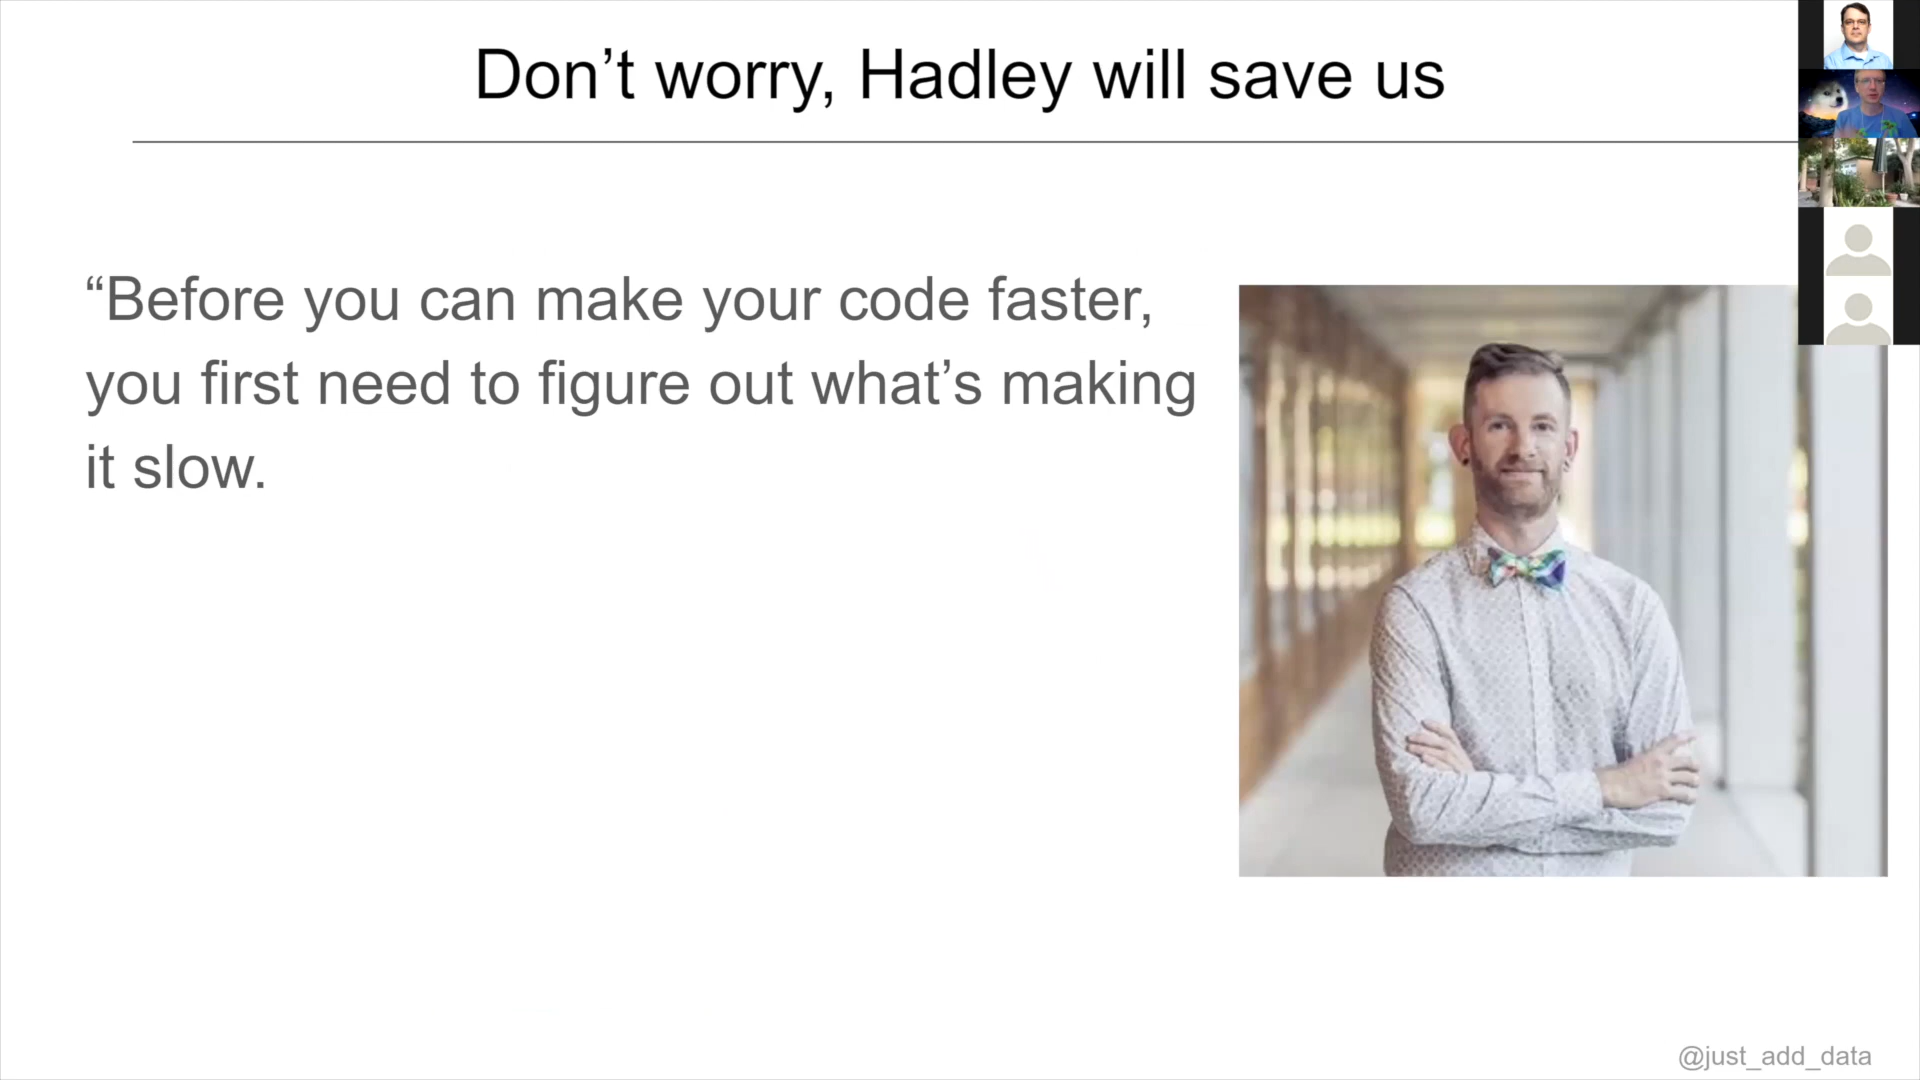 Don’t worry, Hadley will save us
“Before you can make your code faster,
you first need to figure out what’s making
it slow.
@just_add_data